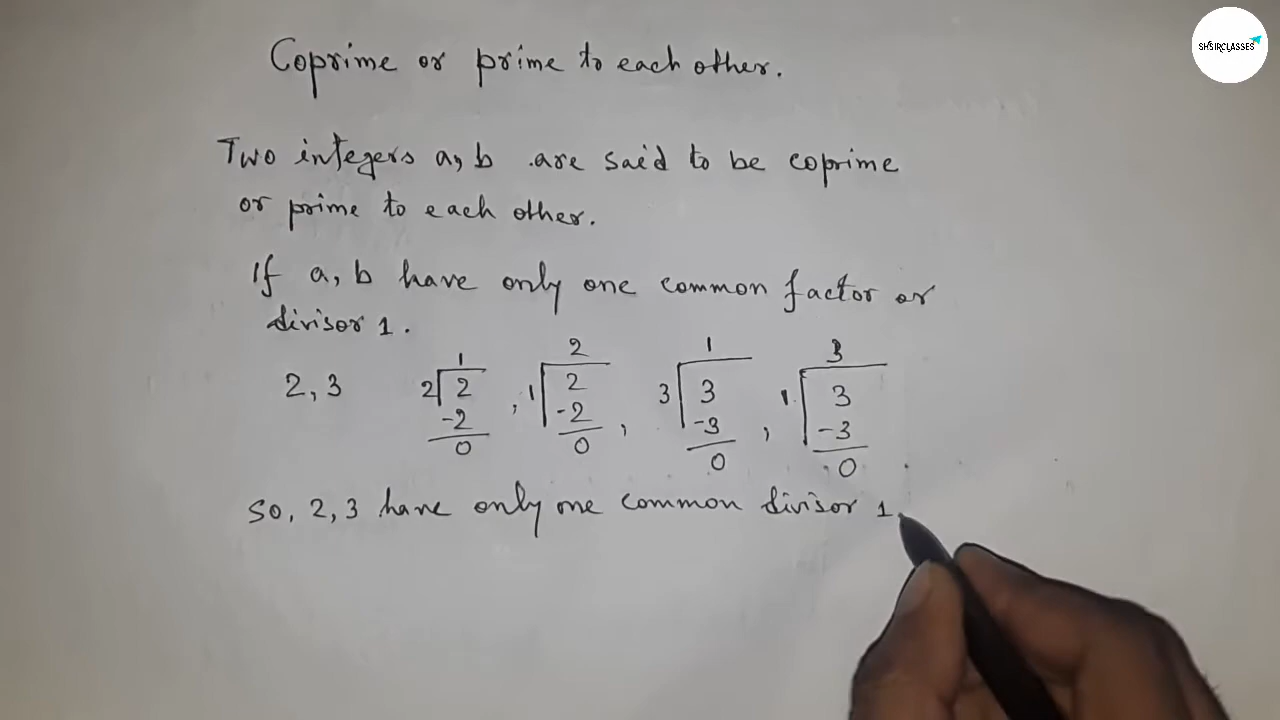 SHSIRCLASSES
Coprime or prime to each other.
Two integers a, b are said to be coprime
or prime to each other.
If a, b have only one common factor or
divisor 1.
1 2 1 3
2, 3 2 2 , 1 2 , 3 3 , 1 3
-2 -2 -3 -3
0 0 0 0
So, 2, 3 have only one common divisor 1.